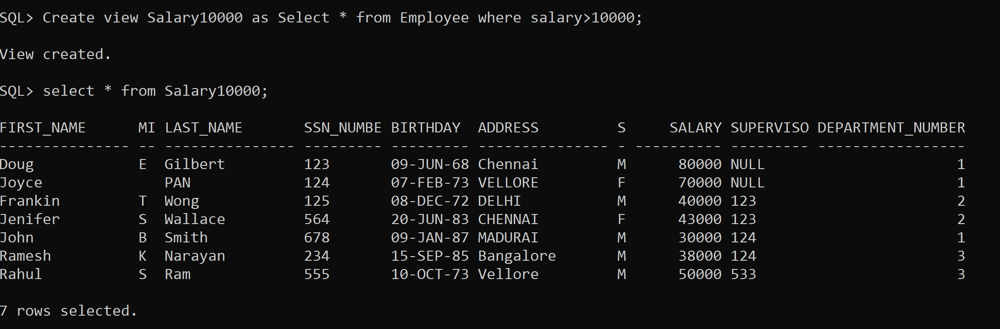 SQL> Create view Salary10000 as Select * from Employee where salary>10000;
View created.
SQL> select * from Salary10000;
FIRST_NAME      MI LAST_NAME       SSN_NUMBE BIRTHDAY  ADDRESS         S     SALARY SUPERVISO DEPARTMENT_NUMBER
--------------- -- --------------- --------- --------- --------------- - ---------- --------- -----------------
Doug            E  Gilbert         123       09-JUN-68 Chennai         M      80000 NULL                      1
Joyce              PAN             124       07-FEB-73 VELLORE         F      70000 NULL                      1
Frankin         T  Wong            125       08-DEC-72 DELHI           M      40000 123                       2
Jenifer         S  Wallace         564       20-JUN-83 CHENNAI         F      43000 123                       2
John            B  Smith           678       09-JAN-87 MADURAI         M      30000 124                       1
Ramesh          K  Narayan         234       15-SEP-85 Bangalore       M      38000 124                       3
Rahul           S  Ram             555       10-OCT-73 Vellore         M      50000 533                       3
7 rows selected.